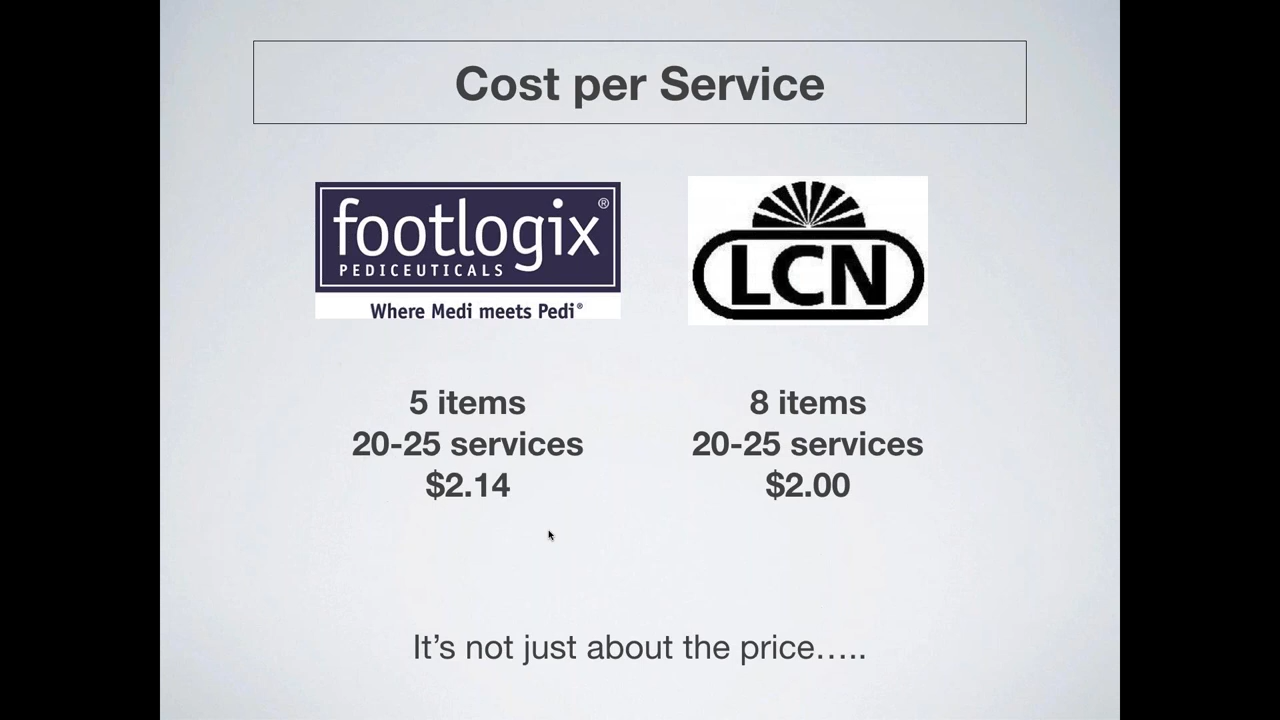 Cost per Service
footlogix®
PEDICEUTICALS
Where Medi meets Pedi®
LCN
5 items
20-25 services
$2.14
8 items
20-25 services
$2.00
It's not just about the price…..